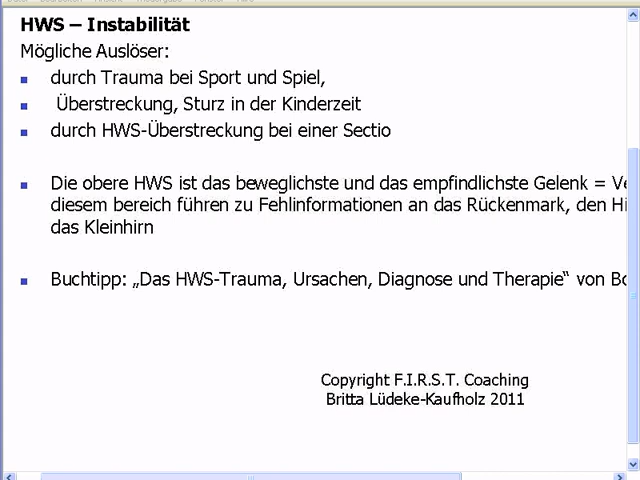 HWS – Instabilität
Mögliche Auslöser:
durch Trauma bei Sport und Spiel,
Überstreckung, Sturz in der Kinderzeit
durch HWS-Überstreckung bei einer Sectio
Die obere HWS ist das beweglichste und das empfindlichste Gelenk =
diesem bereich führen zu Fehlinformationen an das Rückenmark, den
das Kleinhirn
Buchtipp: „Das HWS-Trauma, Ursachen, Diagnose und Therapie“ von
Copyright F.I.R.S.T. Coaching
Britta Lüdeke-Kaufholz 2011